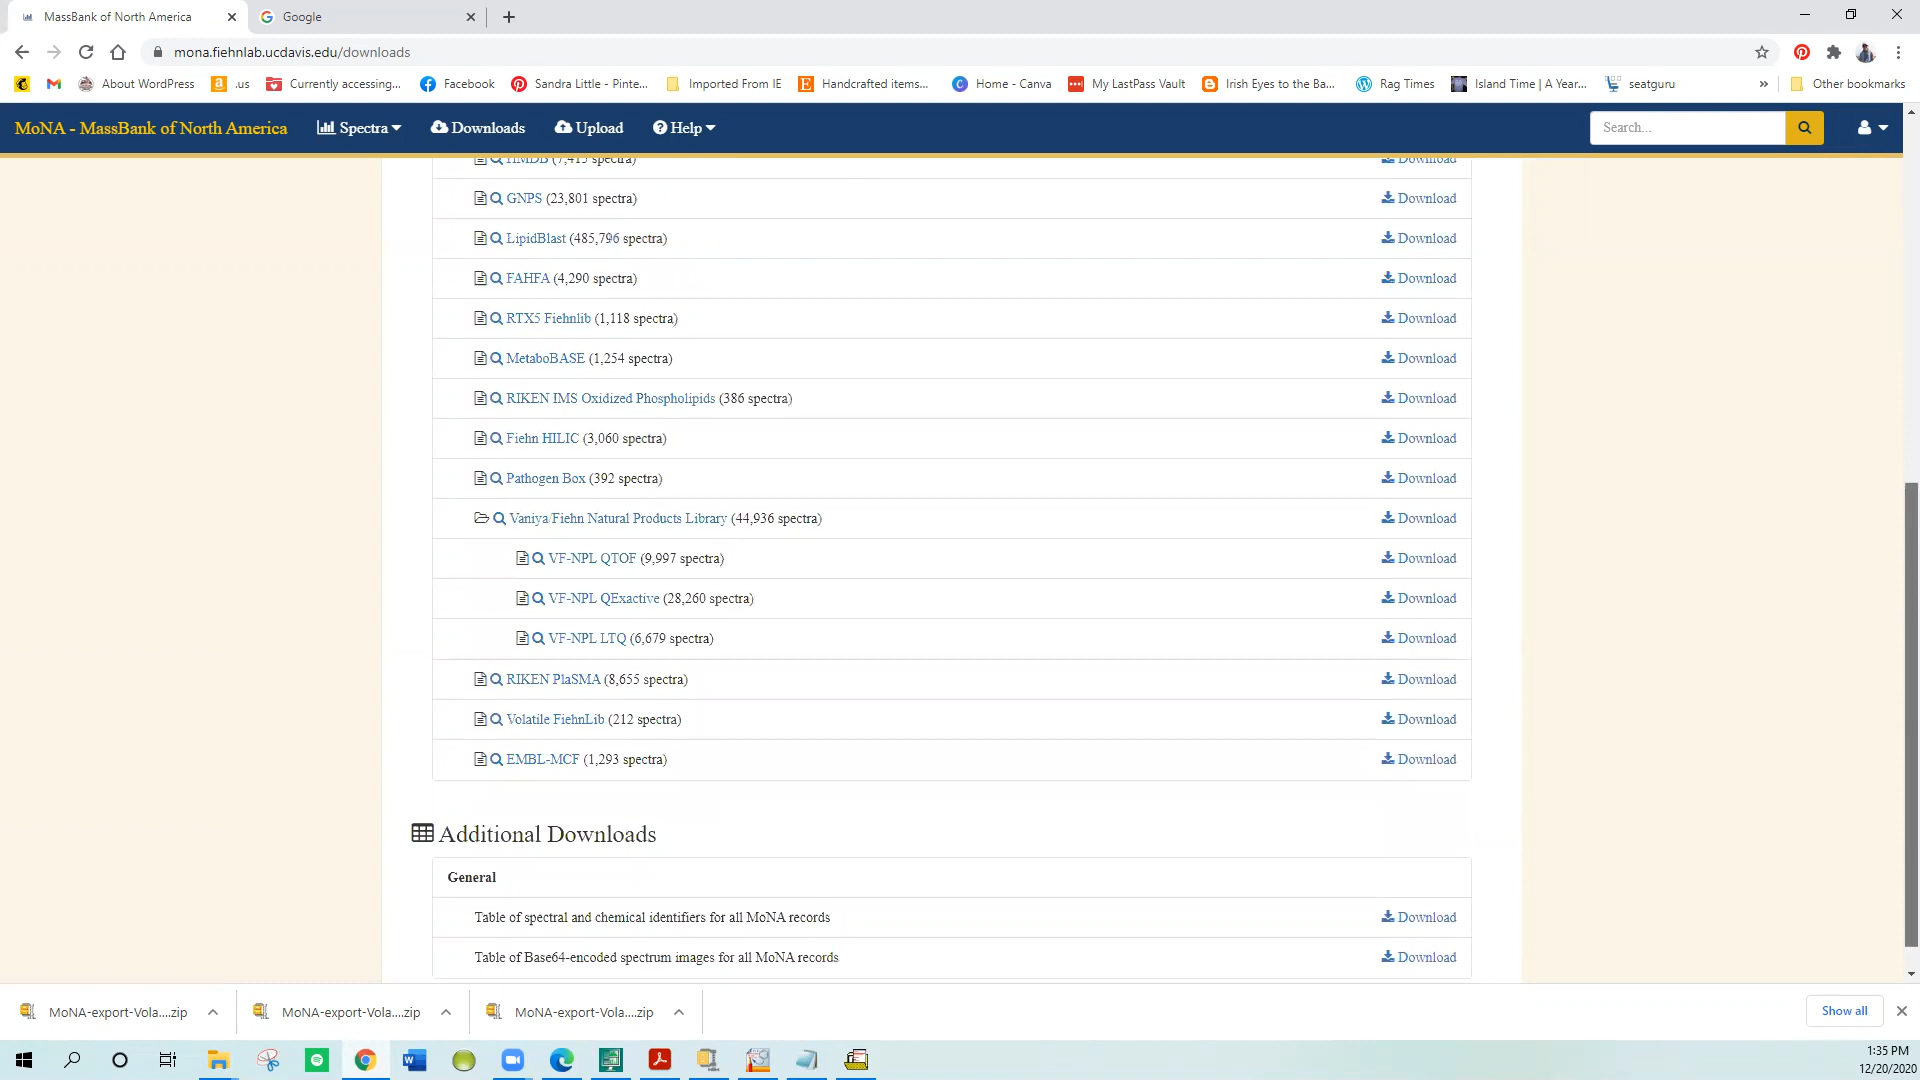 MassBank of North America
Google
mona.fiehnlab.ucdavis.edu/downloads
About WordPress
.us
Currently accessing...
Facebook
Sandra Little - Pinte...
Imported From IE
Handcrafted items...
Home - Canva
My LastPass Vault
Irish Eyes to the Ba...
Rag Times
Island Time | A Year...
seatguru
»
Other bookmarks
MoNA - MassBank of North America
Spectra
Downloads
Upload
Help
Search...
HMDB (7,415 spectra) Download
GNPS (23,801 spectra) Download
LipidBlast (485,796 spectra) Download
FAHFA (4,290 spectra) Download
RTX5 Fiehnlib (1,118 spectra) Download
MetaboBASE (1,254 spectra) Download
RIKEN IMS Oxidized Phospholipids (386 spectra) Download
Fiehn HILIC (3,060 spectra) Download
Pathogen Box (392 spectra) Download
Vaniya/Fiehn Natural Products Library (44,936 spectra) Download
VF-NPL QTOF (9,997 spectra) Download
VF-NPL QExactive (28,260 spectra) Download
VF-NPL LTQ (6,679 spectra) Download
RIKEN PlaSMA (8,655 spectra) Download
Volatile FiehnLib (212 spectra) Download
EMBL-MCF (1,293 spectra) Download
Additional Downloads
General
Table of spectral and chemical identifiers for all MoNA records Download
Table of Base64-encoded spectrum images for all MoNA records Download
MoNA-export-Vola....zip
MoNA-export-Vola....zip
MoNA-export-Vola....zip
Show all
1:35 PM
12/20/2020